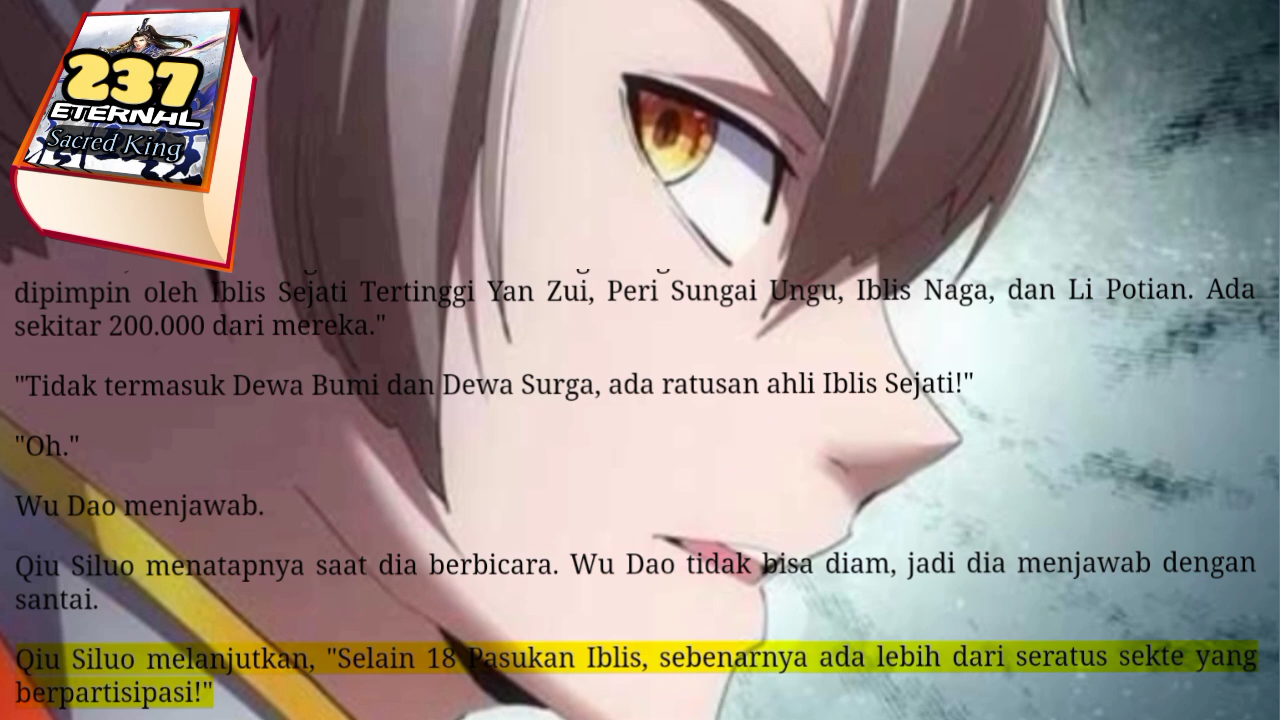 237
ETERNAL
Sacred King
dipimpin oleh Iblis Sejati Tertinggi Yan Zui, Peri Sungai Ungu, Iblis Naga, dan Li Potian. Ada
sekitar 200.000 dari mereka."
"Tidak termasuk Dewa Bumi dan Dewa Surga, ada ratusan ahli Iblis Sejati!"
"Oh."
Wu Dao menjawab.
Qiu Siluo menatapnya saat dia berbicara. Wu Dao tidak bisa diam, jadi dia menjawab dengan
santai.
Qiu Siluo melanjutkan, "Selain 18 Pasukan Iblis, sebenarnya ada lebih dari seratus sekte yang
berpartisipasi!"